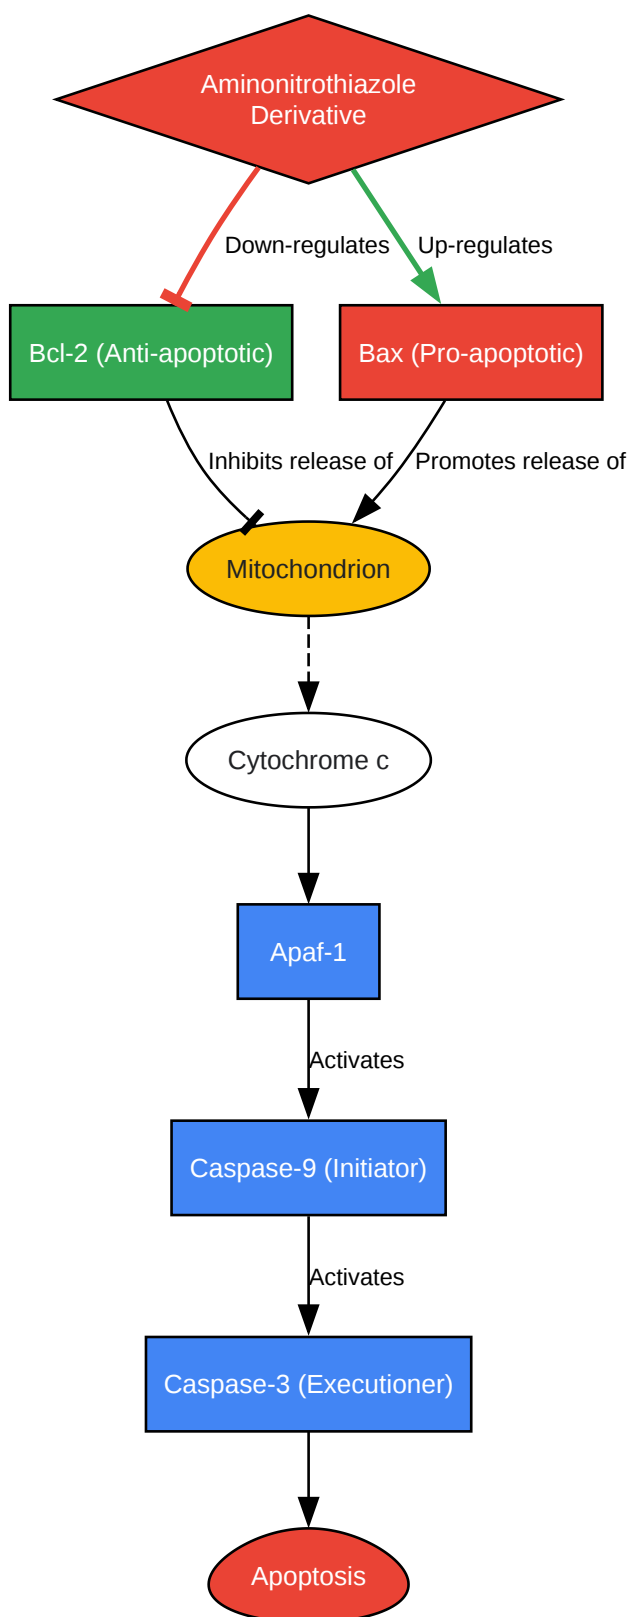 Aminonitrothiazole
Derivative
Down-regulates
Up-regulates
Bcl-2 (Anti-apoptotic)
Bax (Pro-apoptotic)
Inhibits release of
Promotes release of
Mitochondrion
Cytochrome c
Apaf-1
Activates
Caspase-9 (Initiator)
Activates
Caspase-3 (Executioner)
Apoptosis